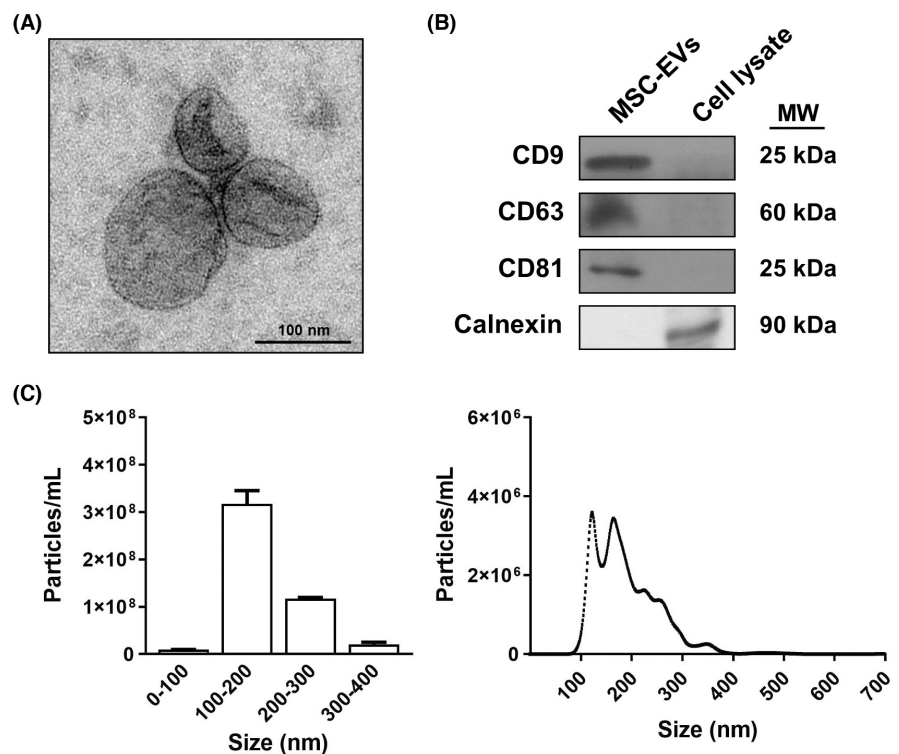 (A)
100 nm
(B)
MSC-EVs Cell lysate MW
CD9 25 kDa
CD63 60 kDa
CD81 25 kDa
Calnexin 90 kDa
(C)
Particles/mL
5×10⁸
4×10⁸
3×10⁸
2×10⁸
1×10⁸
0
0-100 100-200 200-300 300-400
Size (nm)
Particles/mL
6×10⁶
4×10⁶
2×10⁶
0
100 200 300 400 500 600 700
Size (nm)